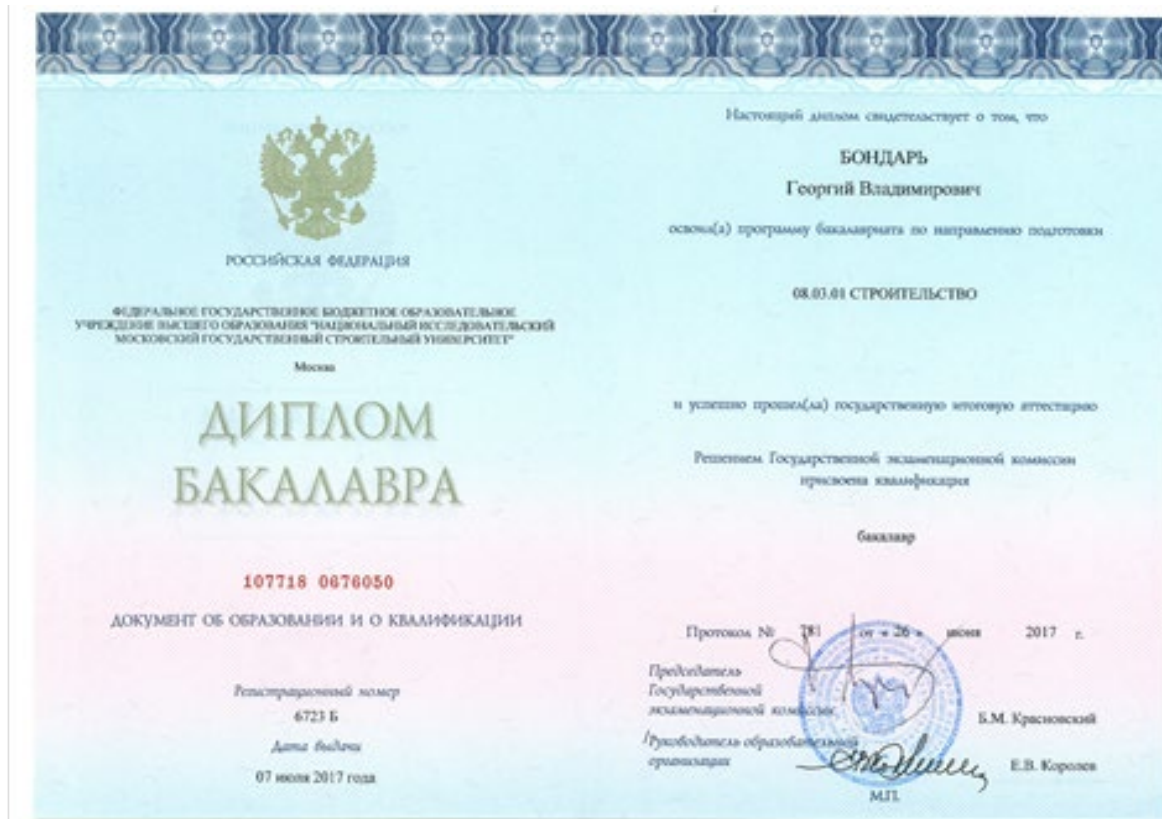 РОССИЙСКАЯ ФЕДЕРАЦИЯ
ФЕДЕРАЛЬНОЕ ГОСУДАРСТВЕННОЕ БЮДЖЕТНОЕ ОБРАЗОВАТЕЛЬНОЕ
УЧРЕЖДЕНИЕ ВЫСШЕГО ОБРАЗОВАНИЯ "НАЦИОНАЛЬНЫЙ ИССЛЕДОВАТЕЛЬСКИЙ
МОСКОВСКИЙ ГОСУДАРСТВЕННЫЙ СТРОИТЕЛЬНЫЙ УНИВЕРСИТЕТ"
Москва
ДИПЛОМ
БАКАЛАВРА
107718 0676050
ДОКУМЕНТ ОБ ОБРАЗОВАНИИ И О КВАЛИФИКАЦИИ
Регистрационный номер
6723 Б
Дата выдачи
07 июля 2017 года
Настоящий диплом свидетельствует о том, что
БОНДАРЬ
Георгий Владимирович
освоил(а) программу бакалавриата по направлению подготовки
08.03.01 СТРОИТЕЛЬСТВО
и успешно прошел(ла) государственную итоговую аттестацию
Решением Государственной экзаменационной комиссии
присвоена квалификация
бакалавр
Протокол № 781 от « 26 » июня 2017 г.
Председатель
Государственной
экзаменационной комиссии
Б.М. Красновский
Руководитель образовательной
организации
Е.В. Королев
М.П.